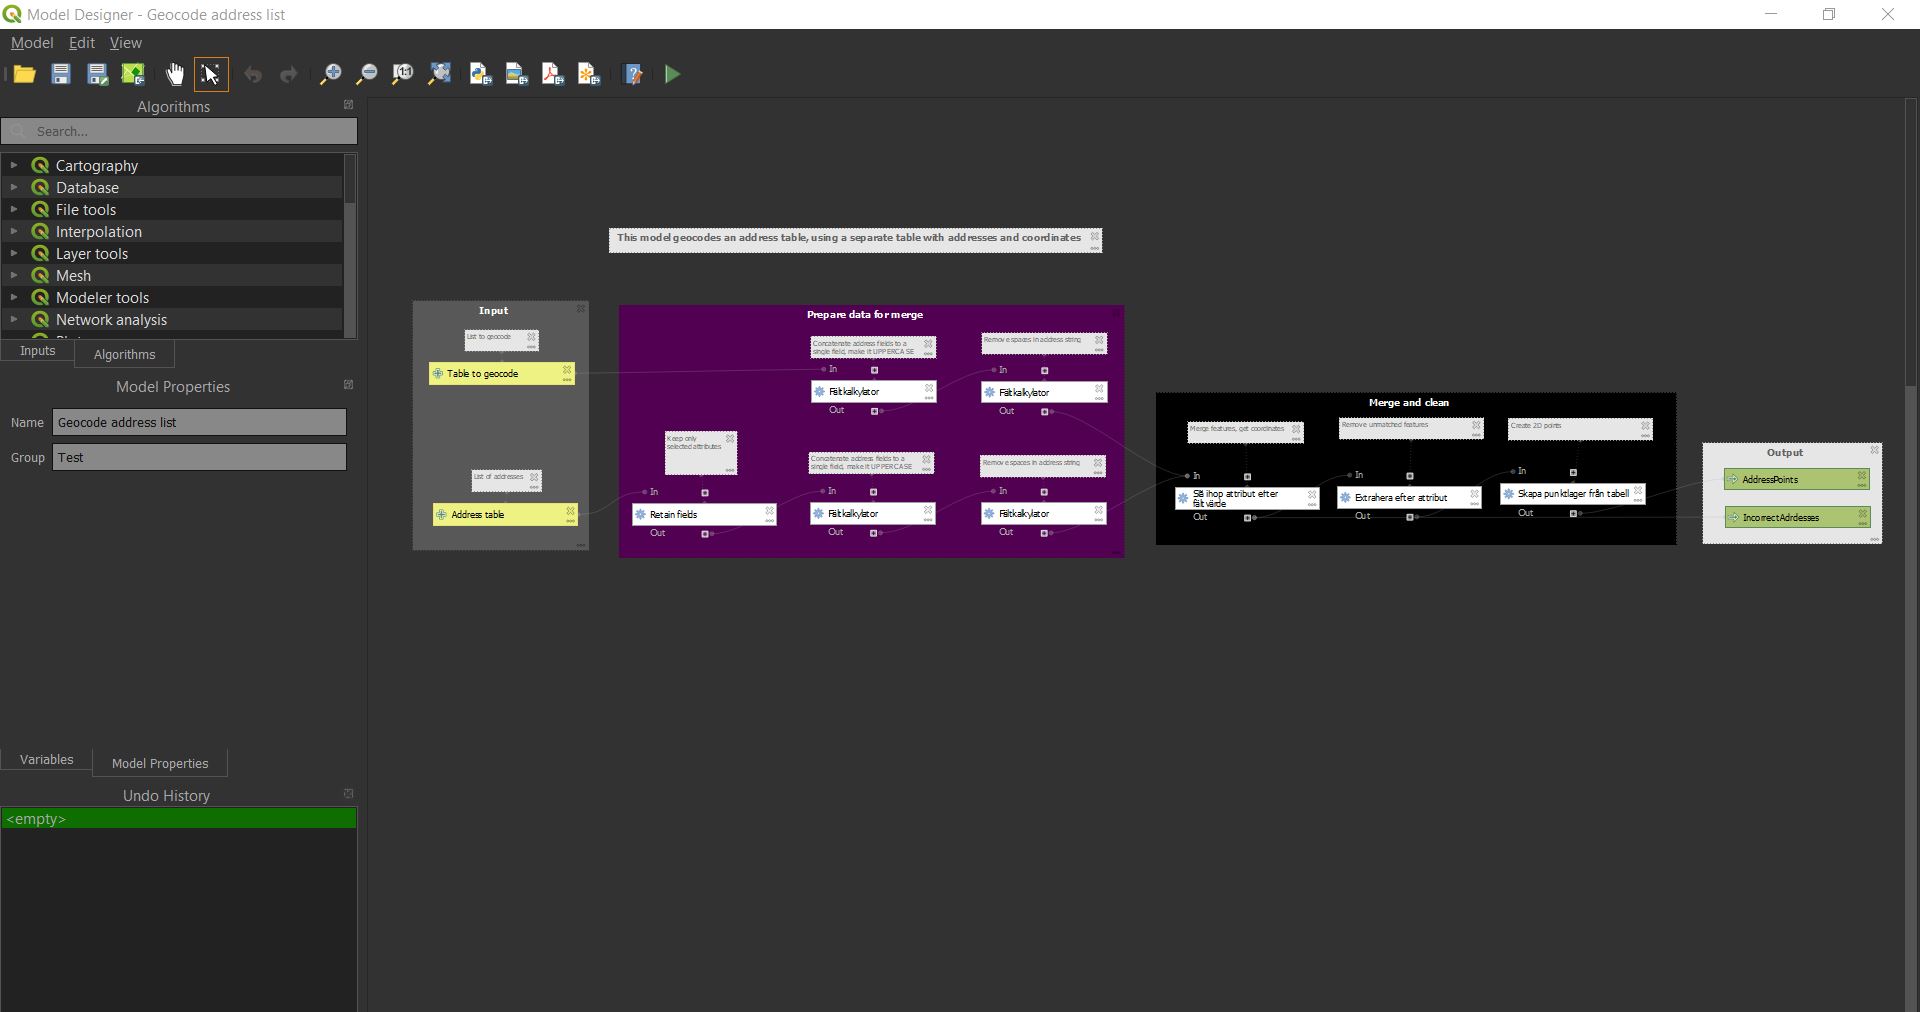 Model Designer - Geocode address list
Model Edit View
Algorithms
Search...
Cartography
Database
File tools
Interpolation
Layer tools
Mesh
Modeler tools
Network analysis
Inputs
Algorithms
Model Properties
Name
Geocode address list
Group
Test
Variables
Model Properties
Undo History
<empty>
This model geocodes an address table, using a separate table with addresses and coordinates
Input
List to geocode
Table to geocode
List of addresses
Address table
Prepare data for merge
Concatenate address fields to a
single field, make it UPPERCASE
In
Fältkalkylator
Out
Remove spaces in address string
In
Fältkalkylator
Out
Keep only
selected attributes
In
Retain fields
Out
Concatenate address fields to a
single field, make it UPPERCASE
In
Fältkalkylator
Out
Remove spaces in address string
In
Fältkalkylator
Out
Merge and clean
Merge features, get coordinates
In
Slå ihop attribut efter
fält värde
Out
Remove unmatched features
In
Extrahera efter attribut
Out
Create 2D points
In
Skapa punktlager från tabell
Out
Output
AddressPoints
IncorrectAdrdesses